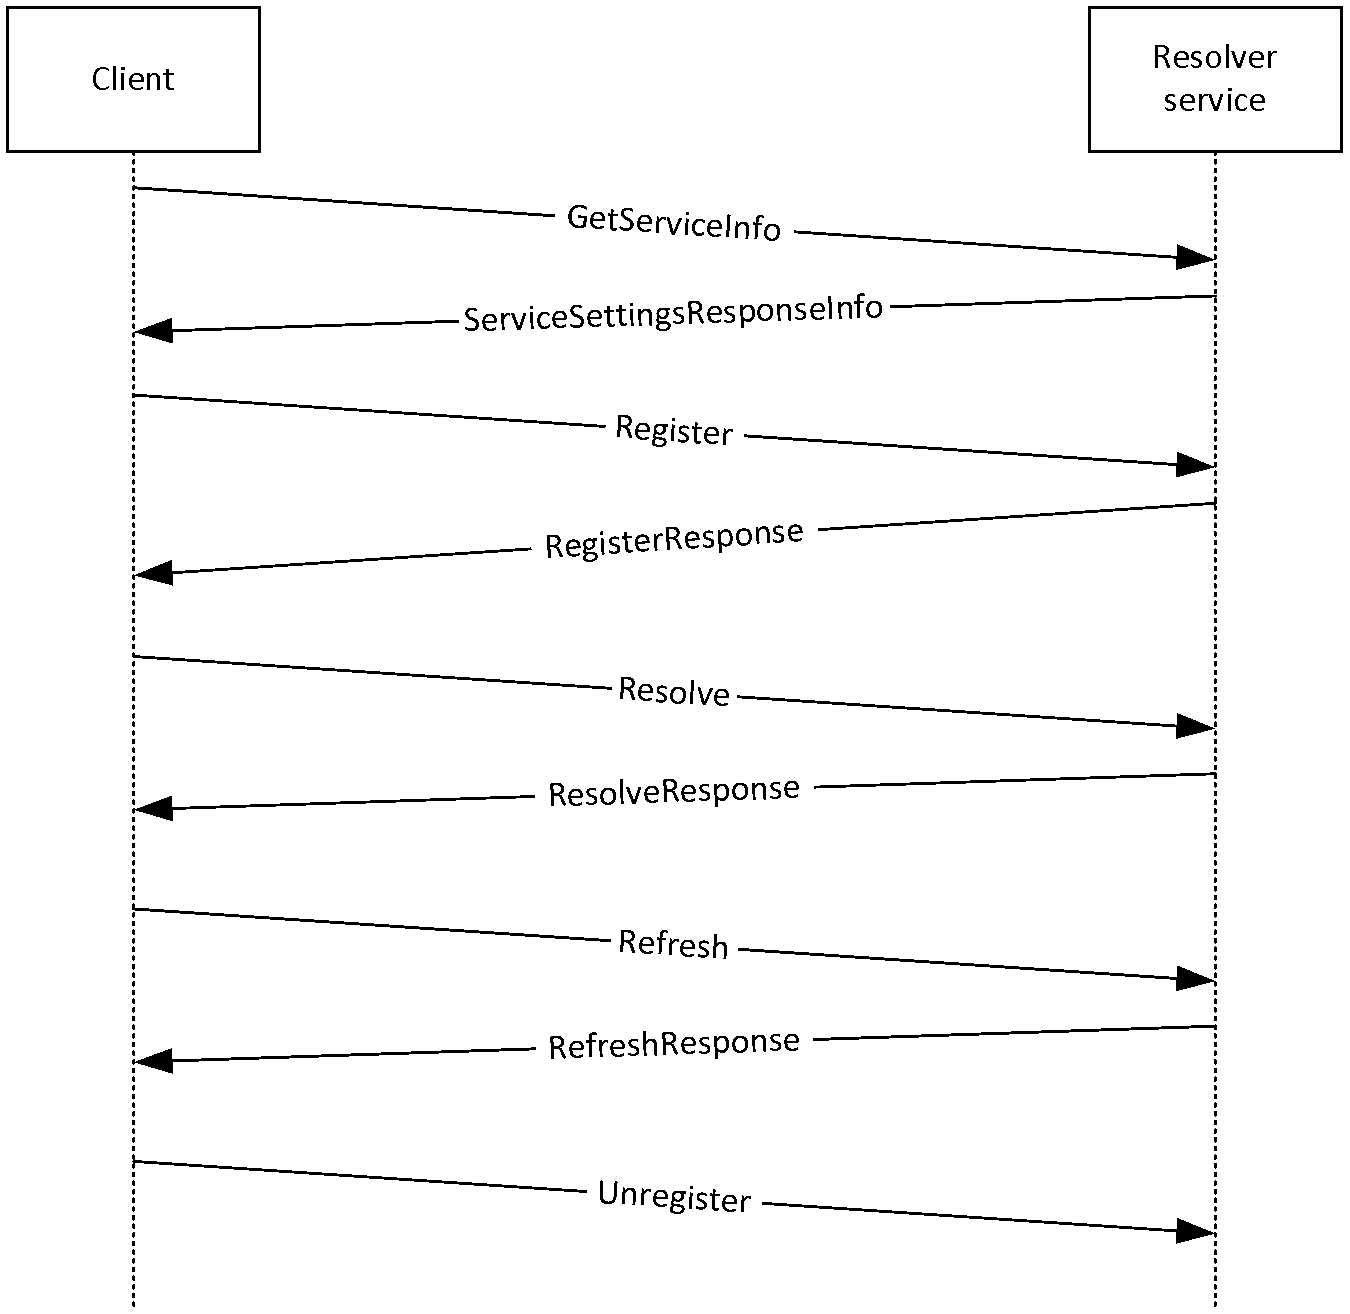 Client
Resolver
service
GetServiceInfo
ServiceSettingsResponseInfo
Register
RegisterResponse
Resolve
ResolveResponse
Refresh
RefreshResponse
Unregister